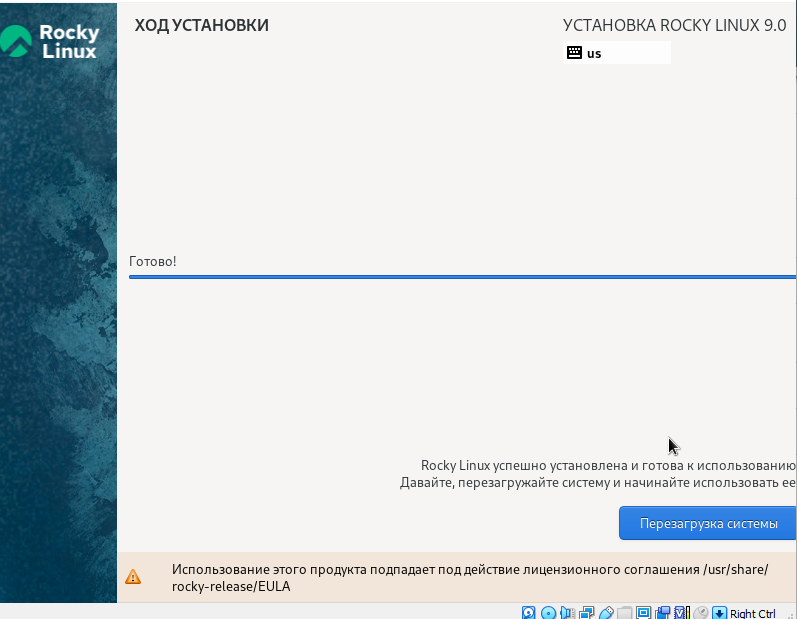 Rocky
Linux
ХОД УСТАНОВКИ
УСТАНОВКА ROCKY LINUX 9.0
us
Готово!
Rocky Linux успешно установлена и готова к использованию
Давайте, перезагружайте систему и начинайте использовать ее
Перезагрузка системы
Использование этого продукта подпадает под действие лицензионного соглашения /usr/share/
rocky-release/EULA
Right Ctrl